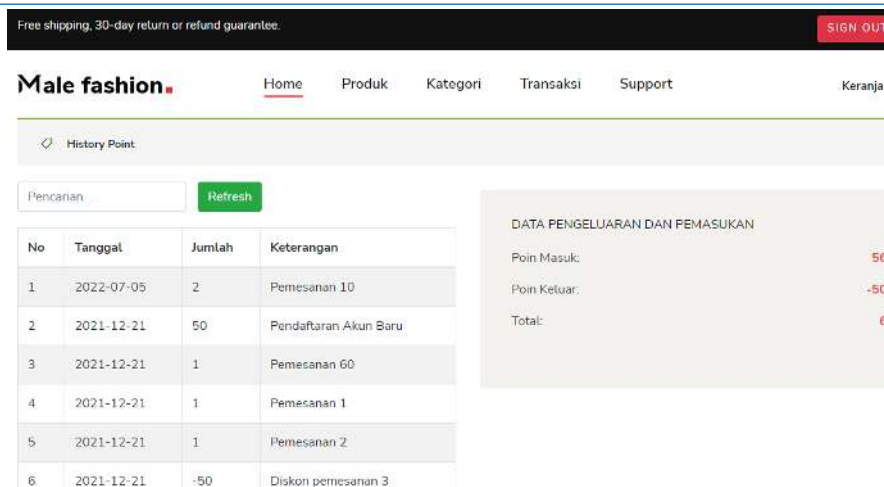 Free shipping, 30-day return or refund guarantee.
SIGN OUT
Male fashion.
Home Produk Kategori Transaksi Support
Keranja
History Point
Pencarian...
Refresh
No Tanggal Jumlah Keterangan
1 2022-07-05 2 Pemesanan 10
2 2021-12-21 50 Pendaftaran Akun Baru
3 2021-12-21 1 Pemesanan 60
4 2021-12-21 1 Pemesanan 1
5 2021-12-21 1 Pemesanan 2
6 2021-12-21 -50 Diskon pemesanan 3
DATA PENGELUARAN DAN PEMASUKAN
Poin Masuk: 56
Poin Keluar: -50
Total: 6